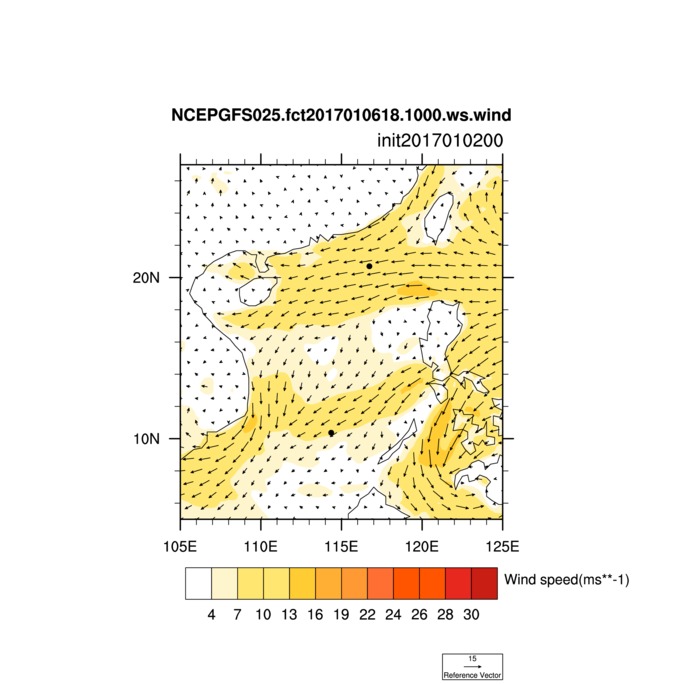 NCEPGFS025.fct2017010618.1000.ws.wind
init2017010200
20N
10N
105E 110E 115E 120E 125E
Wind speed(ms**-1)
4 7 10 13 16 19 22 24 26 28 30
15
Reference Vector